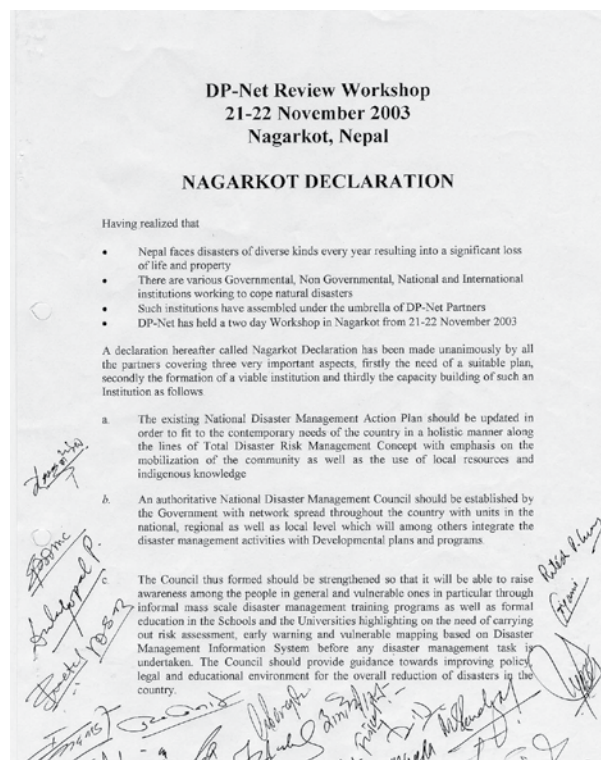 DP-Net Review Workshop
21-22 November 2003
Nagarkot, Nepal
NAGARKOT DECLARATION
Having realized that
• Nepal faces disasters of diverse kinds every year resulting into a significant loss
of life and property
• There are various Governmental, Non Governmental, National and International
institutions working to cope natural disasters
• Such institutions have assembled under the umbrella of DP-Net Partners
• DP-Net has held a two day Workshop in Nagarkot from 21-22 November 2003
A declaration hereafter called Nagarkot Declaration has been made unanimously by all
the partners covering three very important aspects, firstly the need of a suitable plan,
secondly the formation of a viable institution and thirdly the capacity building of such an
Institution as follows
a. The existing National Disaster Management Action Plan should be updated in
order to fit to the contemporary needs of the country in a holistic manner along
the lines of Total Disaster Risk Management Concept with emphasis on the
mobilization of the community as well as the use of local resources and
indigenous knowledge
b. An authoritative National Disaster Management Council should be established by
the Government with network spread throughout the country with units in the
national, regional as well as local level which will among others integrate the
disaster management activities with Developmental plans and programs.
c. The Council thus formed should be strengthened so that it will be able to raise
awareness among the people in general and vulnerable ones in particular through
informal mass scale disaster management training programs as well as formal
education in the Schools and the Universities highlighting on the need of carrying
out risk assessment, early warning and vulnerable mapping based on Disaster
Management Information System before any disaster management task is
undertaken. The Council should provide guidance towards improving policy,
legal and educational environment for the overall reduction of disasters in the
country.